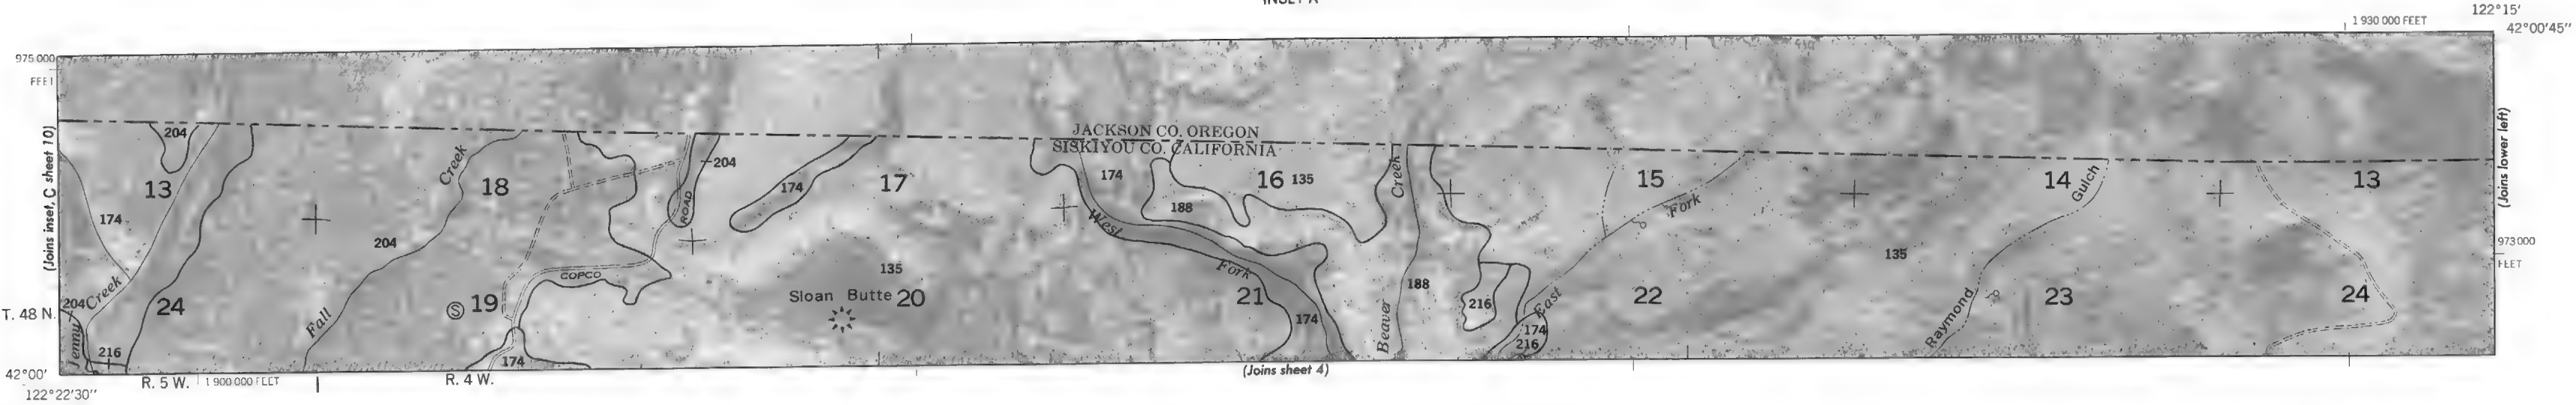 INSET A
122°15'
1 930 000 FEET
42°00'45"
975 000
FEET
(Joins inset, C sheet 10)
JACKSON CO. OREGON
SISKIYOU CO. CALIFORNIA
(Joins lower left)
204
204
13
Creek
18
174
17
174
16 135
Creek
15
14
Gulch
13
174
ROAD
188
Fork
204
West
135
973 000
FEET
COPCO
135
Fork
188
204 Creek
24
Fall
Ⓢ 19
Sloan Butte 20
21
174
Beaver
216
East
22
Raymond
23
24
T. 48 N.
Jenny
216
174
174
216
42°00'
R. 5 W.
1 900 000 FEET
R. 4 W.
(Joins sheet 4)
122°22'30"